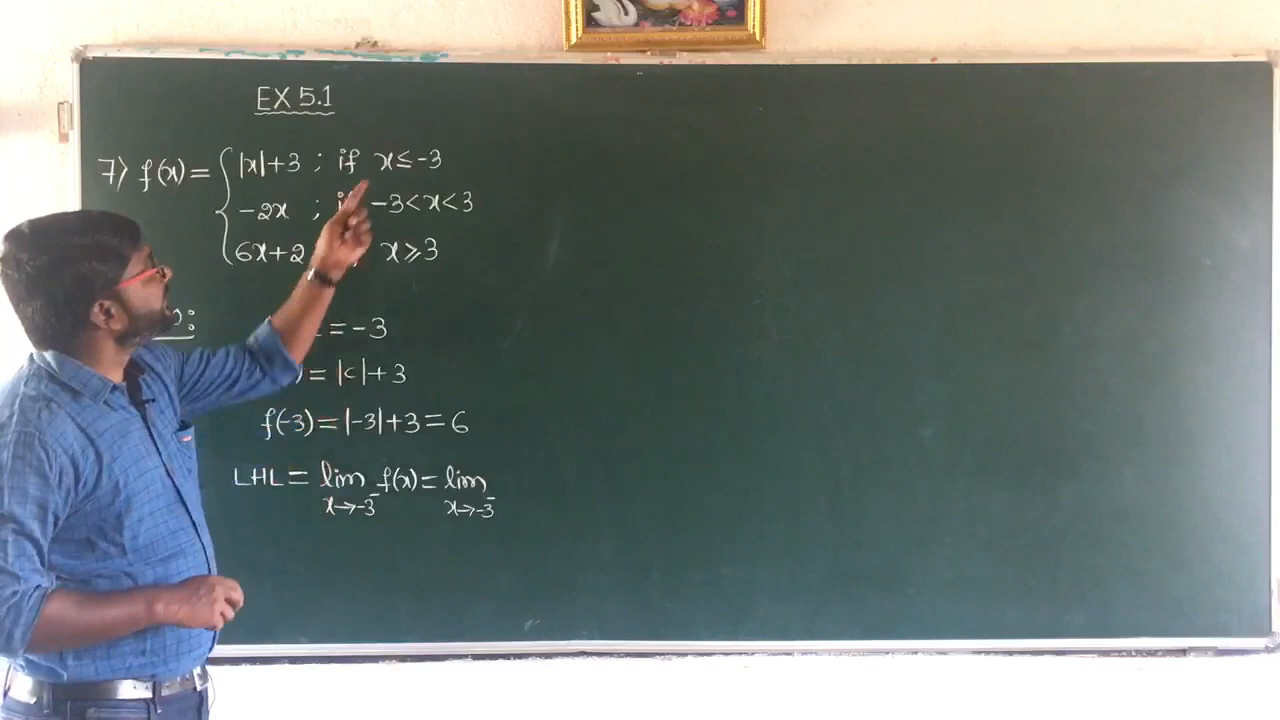 EX 5.1
7) f(x) = { |x|+3 ; if x ≤ -3
-2x ; if -3 < x < 3
6x+2 x ⩾ 3
= -3
) = |c|+3
f(-3) = |-3|+3 = 6
LHL = lim x→-3⁻ f(x) = lim x→-3⁻